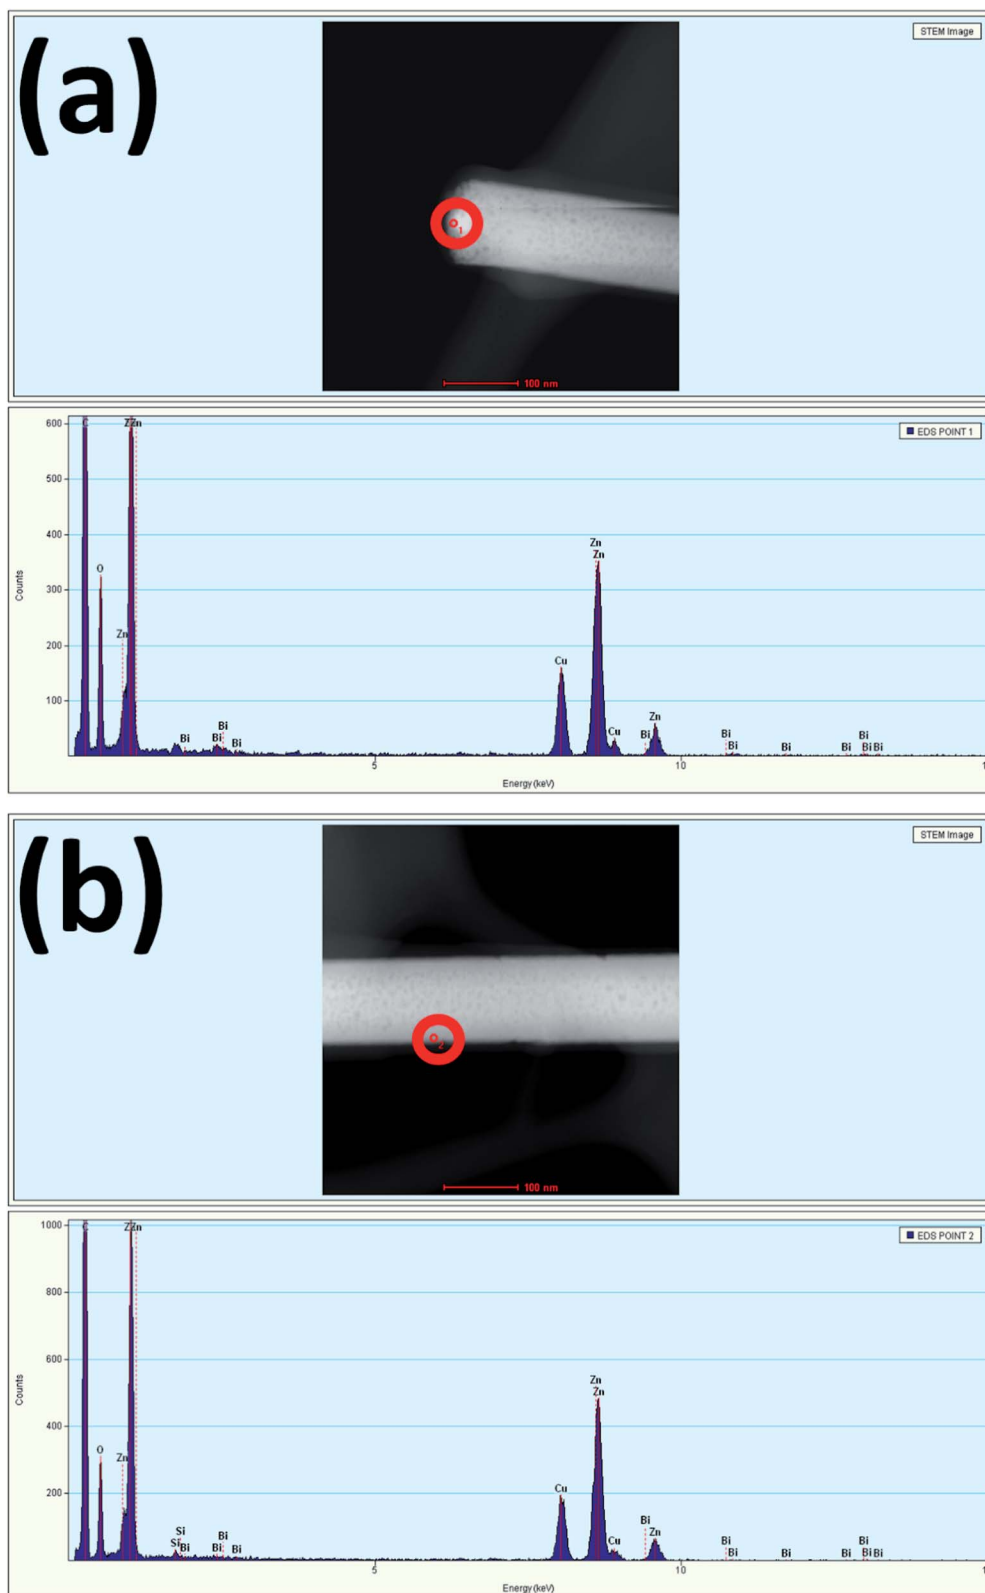 (a)
STEM Image
1
100 nm
600
500
400
300
200
100
Counts
C
ZZn
O
Zn
Bi
Bi
Bi
Bi
Cu
Zn
Zn
Cu
Bi
Zn
Bi
Bi
Bi
Bi
Bi
Bi
Bi
EDS POINT 1
5
10
Energy (keV)
(b)
STEM Image
2
100 nm
1000
800
600
400
200
Counts
C
ZZn
O
Zn
Si
Si
Bi
Bi
Bi
Bi
Cu
Zn
Zn
Cu
Bi
Zn
Bi
Bi
Bi
Bi
Bi
Bi
Bi
EDS POINT 2
5
10
Energy (keV)